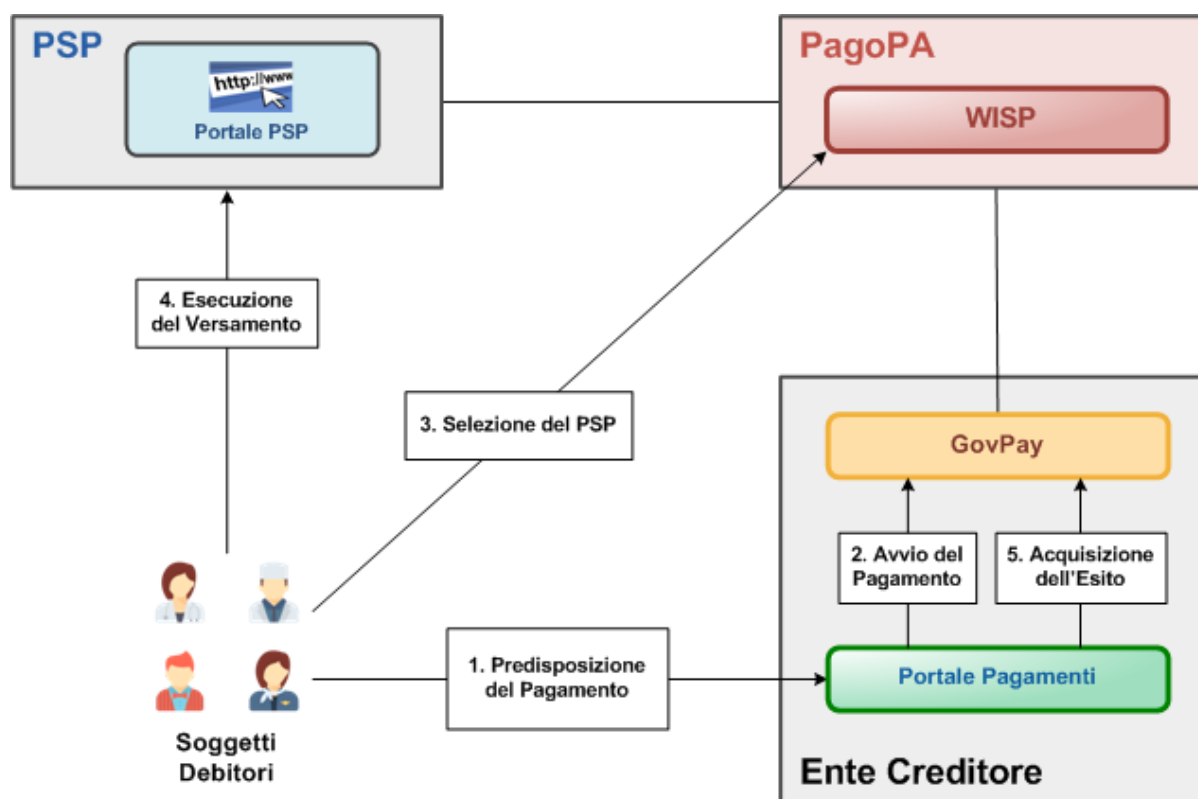 PSP
http://www
Portale PSP
PagoPA
WISP
4. Esecuzione
del Versamento
3. Selezione del PSP
GovPay
2. Avvio del
Pagamento
5. Acquisizione
dell'Esito
1. Predisposizione
del Pagamento
Portale Pagamenti
Soggetti
Debitori
Ente Creditore